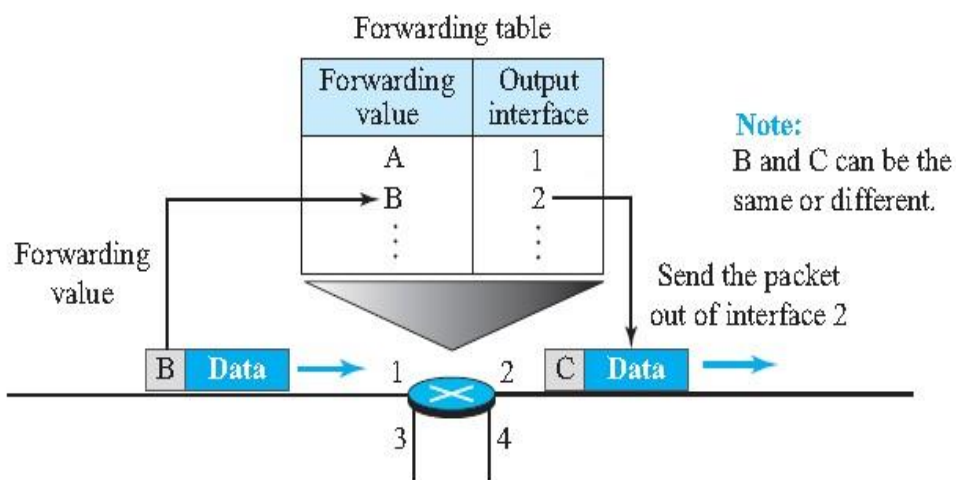 Forwarding table
Forwarding value
Output interface
A 1
B 2
Note:
B and C can be the
same or different.
Forwarding
value
Send the packet
out of interface 2
B Data
1
2
C Data
3
4